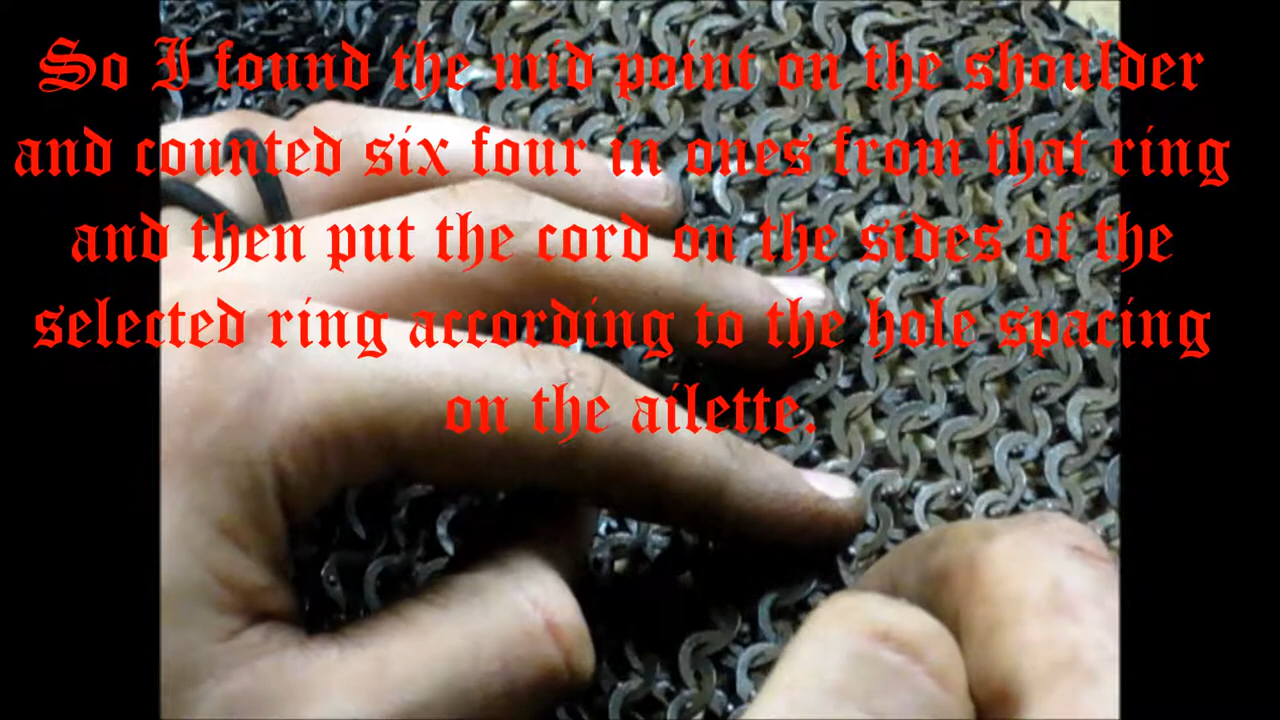 So I found the mid point on the shoulder
and counted six four in ones from that ring
and then put the cord on the sides of the
selected ring according to the hole spacing
on the ailette.